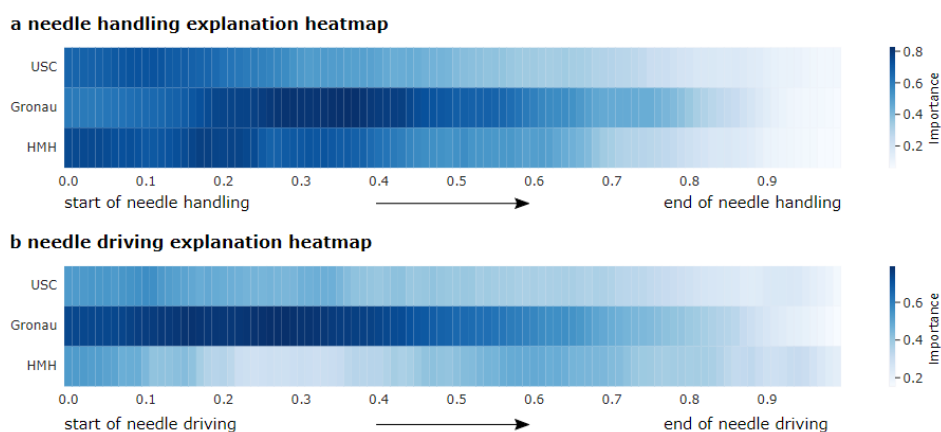 a needle handling explanation heatmap
USC
Gronau
HMH
0.0 0.1 0.2 0.3 0.4 0.5 0.6 0.7 0.8 0.9
start of needle handling end of needle handling
0.8
0.6
0.4
0.2
Importance
b needle driving explanation heatmap
USC
Gronau
HMH
0.0 0.1 0.2 0.3 0.4 0.5 0.6 0.7 0.8 0.9
start of needle driving end of needle driving
0.6
0.4
0.2
Importance